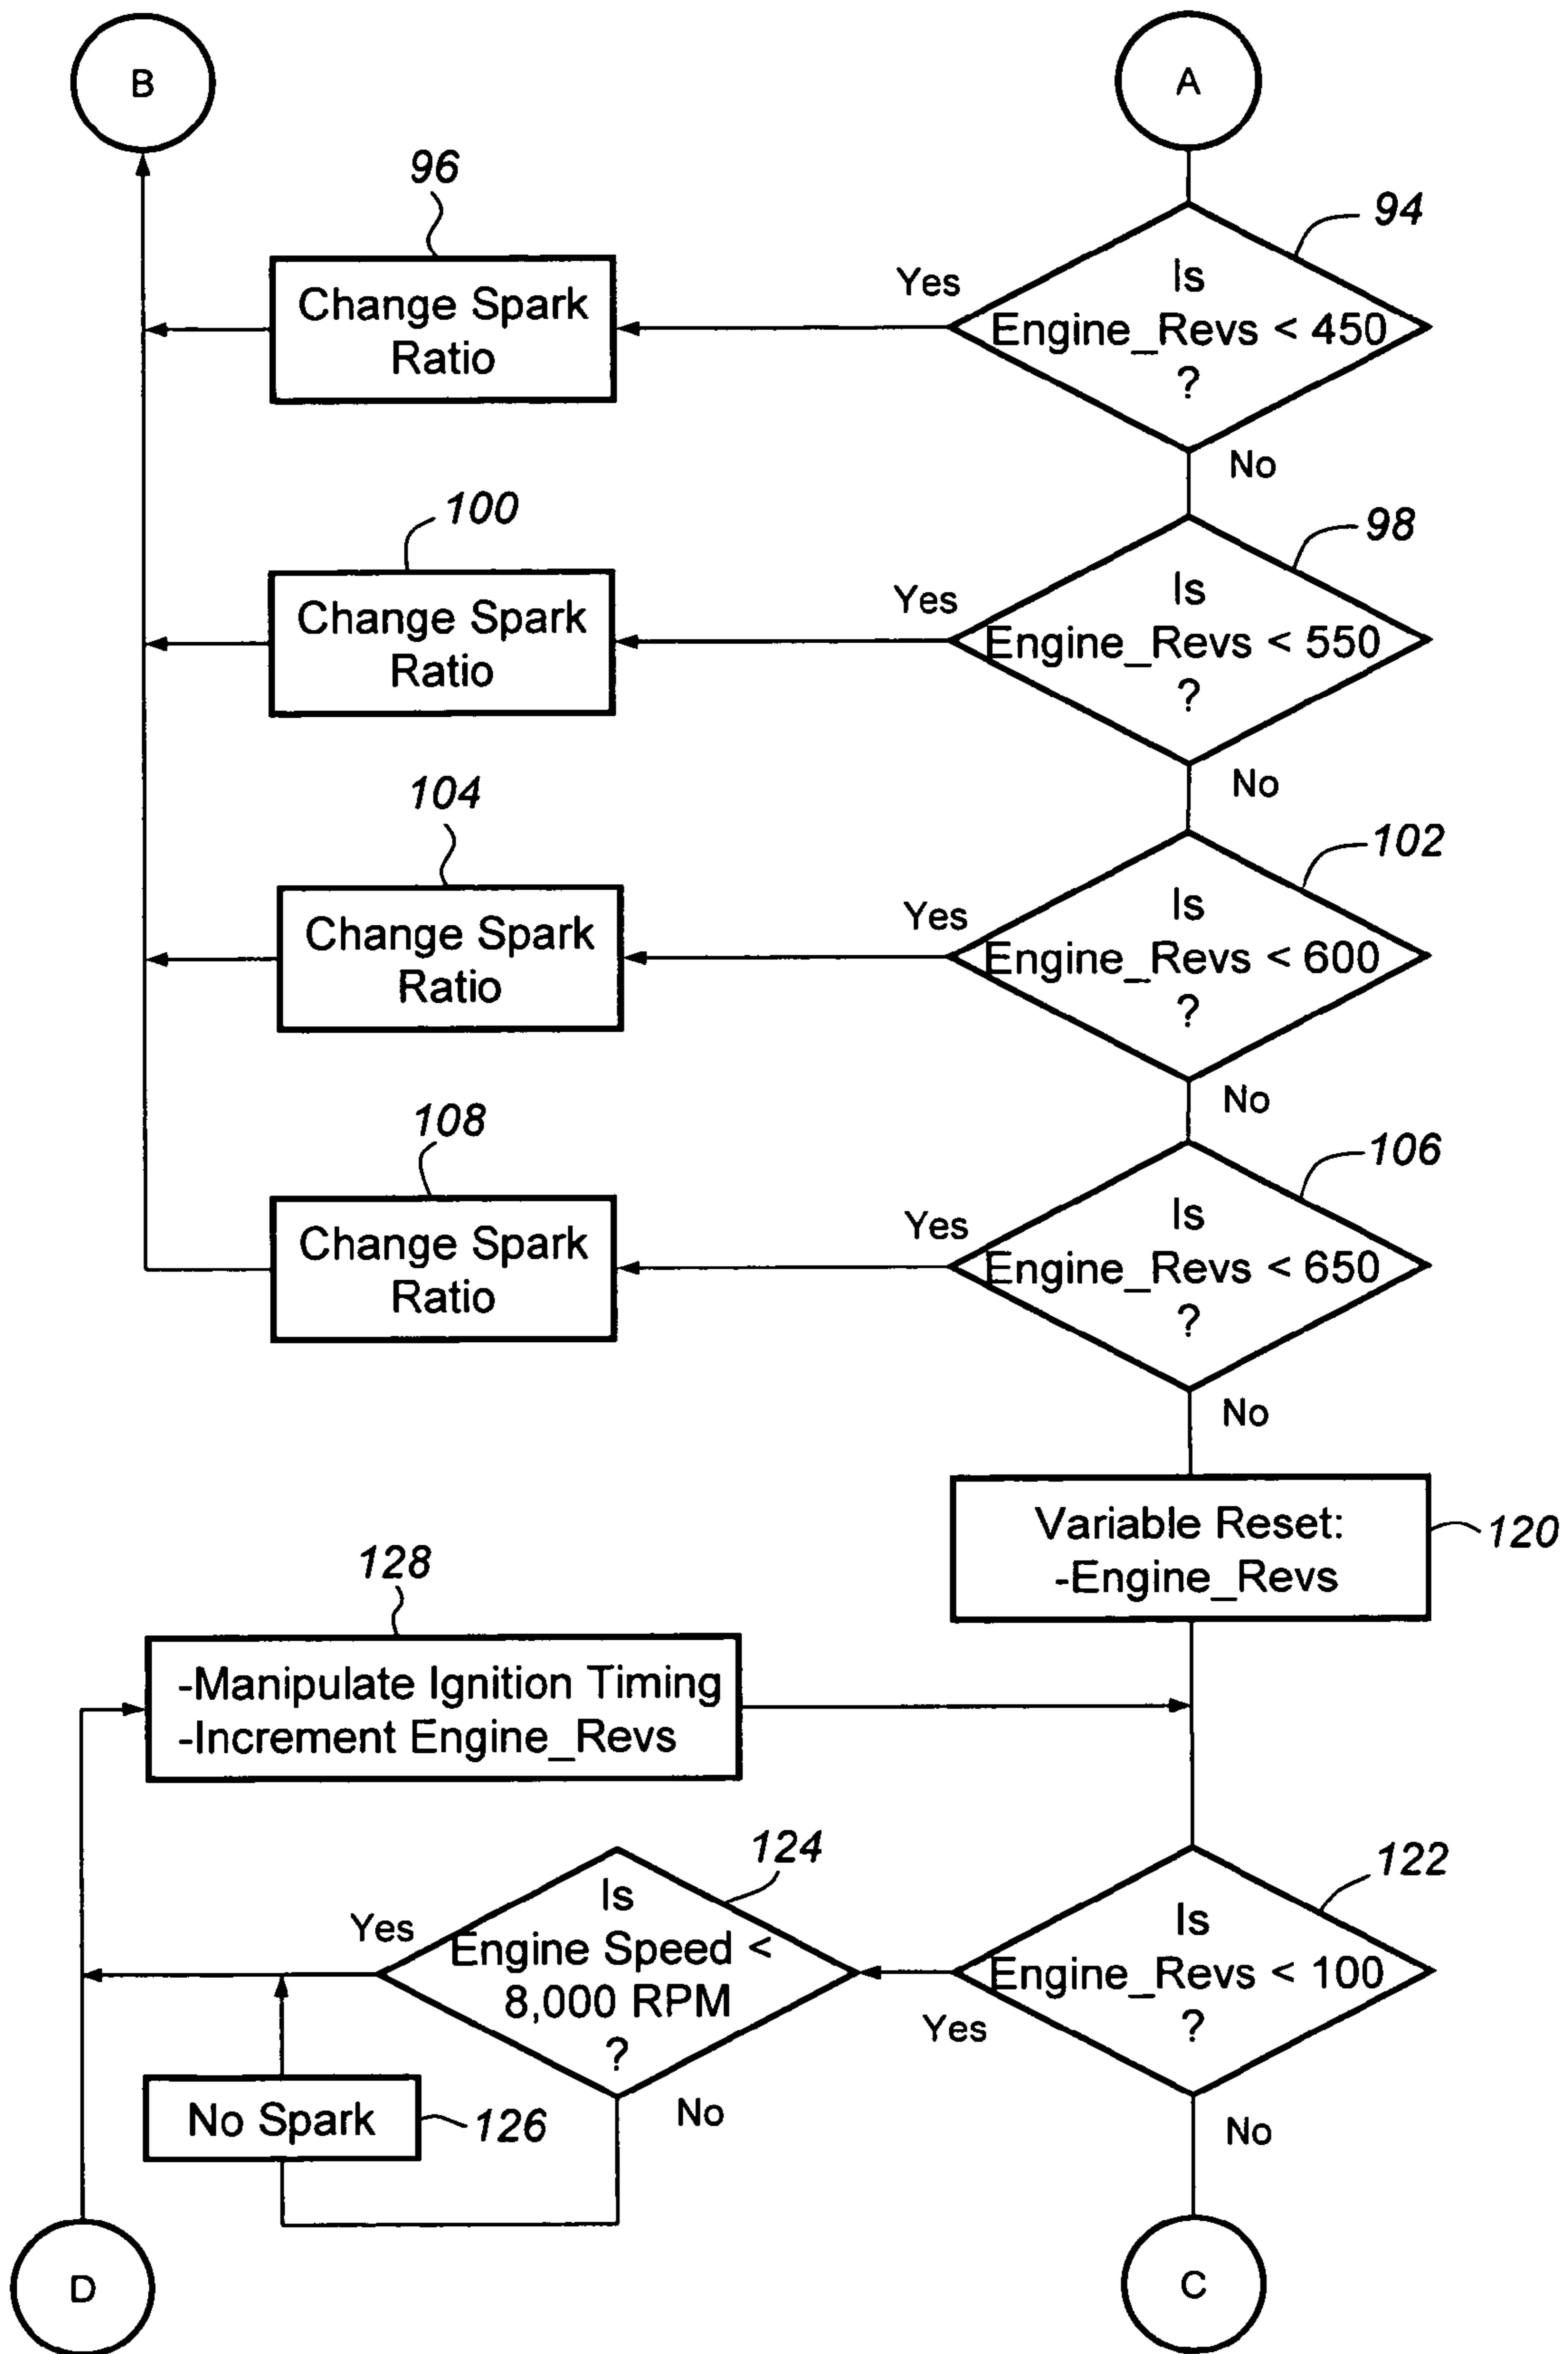 B
A
96
94
Change Spark
Ratio
Yes
Is
Engine_Revs < 450
?
No
100
98
Change Spark
Ratio
Yes
Is
Engine_Revs < 550
?
No
104
102
Change Spark
Ratio
Yes
Is
Engine_Revs < 600
?
No
108
106
Change Spark
Ratio
Yes
Is
Engine_Revs < 650
?
No
Variable Reset:
-Engine_Revs
120
128
-Manipulate Ignition Timing
-Increment Engine_Revs
124
122
Yes
Is
Engine Speed <
8,000 RPM
?
No
Yes
Is
Engine_Revs < 100
?
No
No Spark
126
D
C